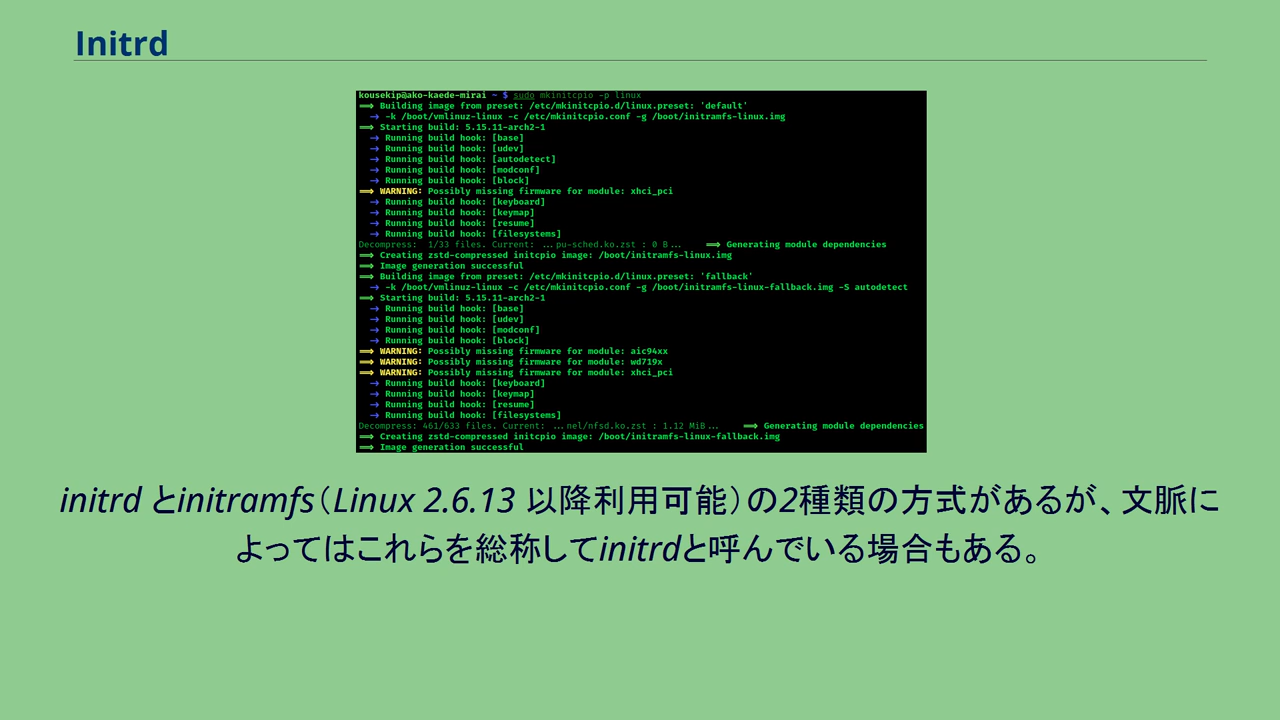 Initrd
kousekip@ako-kaede-mirai ~ $ sudo mkinitcpio -p linux
==> Building image from preset: /etc/mkinitcpio.d/linux.preset: 'default'
-> -k /boot/vmlinuz-linux -c /etc/mkinitcpio.conf -g /boot/initramfs-linux.img
==> Starting build: 5.15.11-arch2-1
-> Running build hook: [base]
-> Running build hook: [udev]
-> Running build hook: [autodetect]
-> Running build hook: [modconf]
-> Running build hook: [block]
==> WARNING: Possibly missing firmware for module: xhci_pci
-> Running build hook: [keyboard]
-> Running build hook: [keymap]
-> Running build hook: [resume]
-> Running build hook: [filesystems]
Decompress: 1/33 files. Current: ...pu-sched.ko.zst : 0 B... ==> Generating module dependencies
==> Creating zstd-compressed initcpio image: /boot/initramfs-linux.img
==> Image generation successful
==> Building image from preset: /etc/mkinitcpio.d/linux.preset: 'fallback'
-> -k /boot/vmlinuz-linux -c /etc/mkinitcpio.conf -g /boot/initramfs-linux-fallback.img -S autodetect
==> Starting build: 5.15.11-arch2-1
-> Running build hook: [base]
-> Running build hook: [udev]
-> Running build hook: [modconf]
-> Running build hook: [block]
==> WARNING: Possibly missing firmware for module: aic94xx
==> WARNING: Possibly missing firmware for module: wd719x
==> WARNING: Possibly missing firmware for module: xhci_pci
-> Running build hook: [keyboard]
-> Running build hook: [keymap]
-> Running build hook: [resume]
-> Running build hook: [filesystems]
Decompress: 461/633 files. Current: ...nel/nfsd.ko.zst : 1.12 MiB... ==> Generating module dependencies
==> Creating zstd-compressed initcpio image: /boot/initramfs-linux-fallback.img
==> Image generation successful
initrd とinitramfs（Linux 2.6.13 以降利用可能）の2種類の方式があるが、文脈に
よってはこれらを総称してinitrdと呼んでいる場合もある。